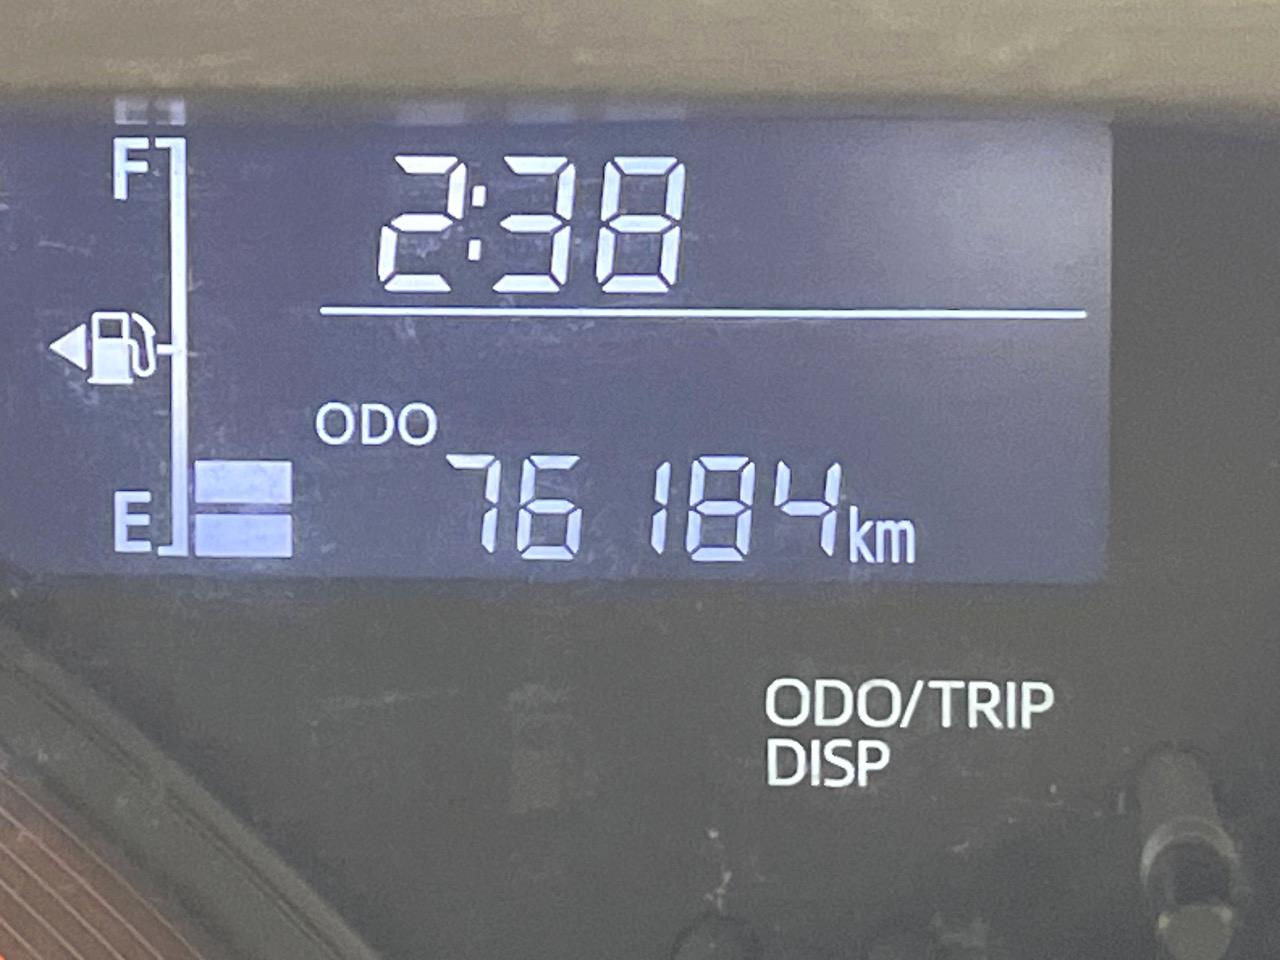 F
2:38
ODO
76184km
E
ODO/TRIP
DISP